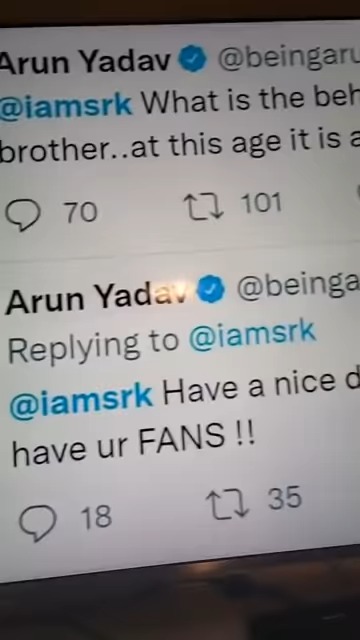 Arun Yadav @beingaru
@iamsrk What is the beh
brother..at this age it is a
70 101
Arun Yadav @beinga
Replying to @iamsrk
@iamsrk Have a nice d
have ur FANS !!
18 35